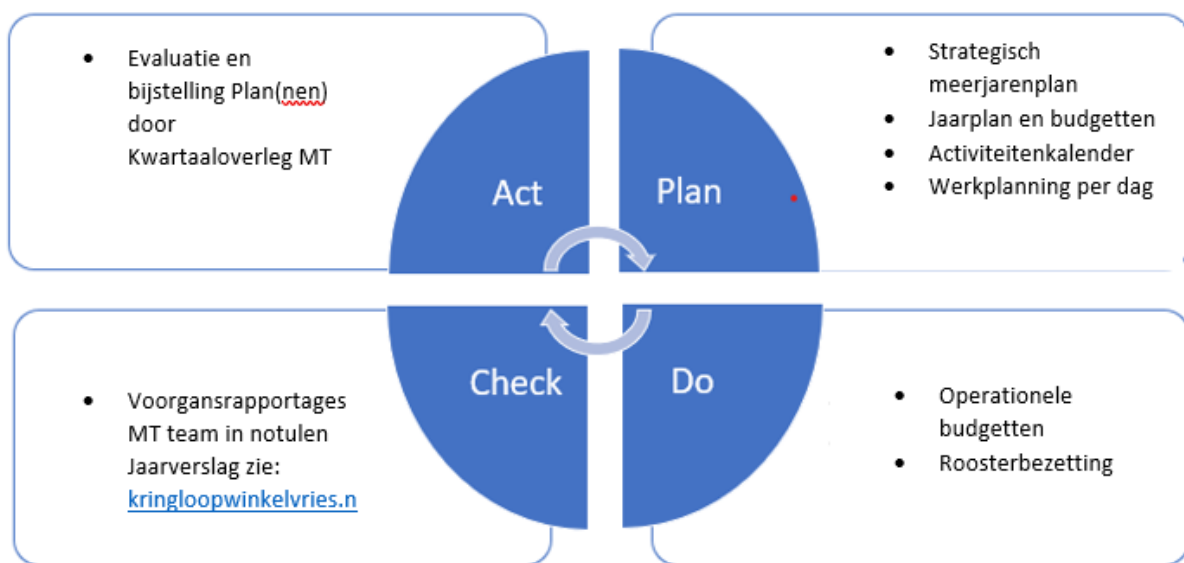 Evaluatie en
bijstelling Plan(nen)
door
Kwartaaloverleg MT
Act
Plan
Strategisch
meerjarenplan
Jaarplan en budgetten
Activiteitenkalender
Werkplanning per dag
Voorgansrapportages
MT team in notulen
Jaarverslag zie:
kringloopwinkelvries.n
Check
Do
Operationele
budgetten
Roosterbezetting